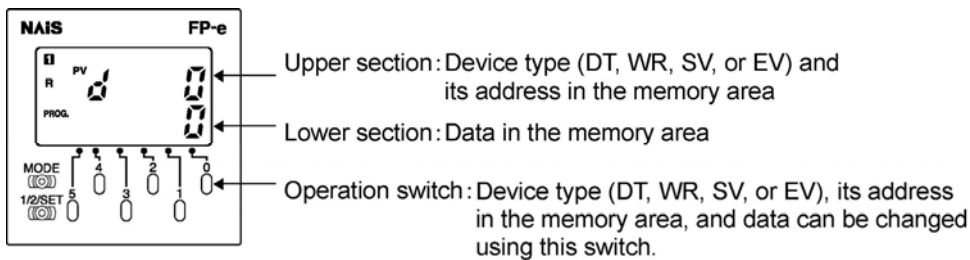 NAiS FP-e
1
R PV d 0
PROG. 0
Upper section: Device type (DT, WR, SV, or EV) and
its address in the memory area
Lower section: Data in the memory area
MODE 4 2 0
1/2/SET 5 3 1
Operation switch: Device type (DT, WR, SV, or EV), its address
in the memory area, and data can be changed
using this switch.